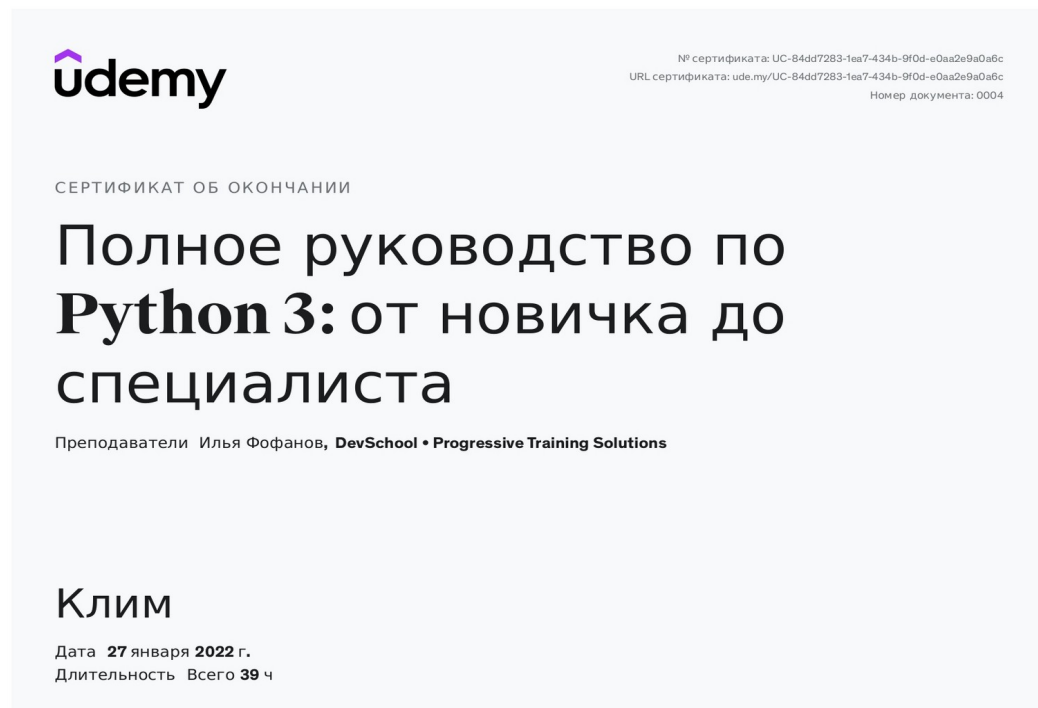 ûdemy
№ сертификата: UC-84dd7283-1ea7-434b-9f0d-e0aa2e9a0a6c
URL сертификата: ude.my/UC-84dd7283-1ea7-434b-9f0d-e0aa2e9a0a6c
Номер документа: 0004
СЕРТИФИКАТ ОБ ОКОНЧАНИИ
Полное руководство по
Python 3: от новичка до
специалиста
Преподаватели Илья Фофанов, DevSchool • Progressive Training Solutions
Клим
Дата 27 января 2022 г.
Длительность Всего 39 ч